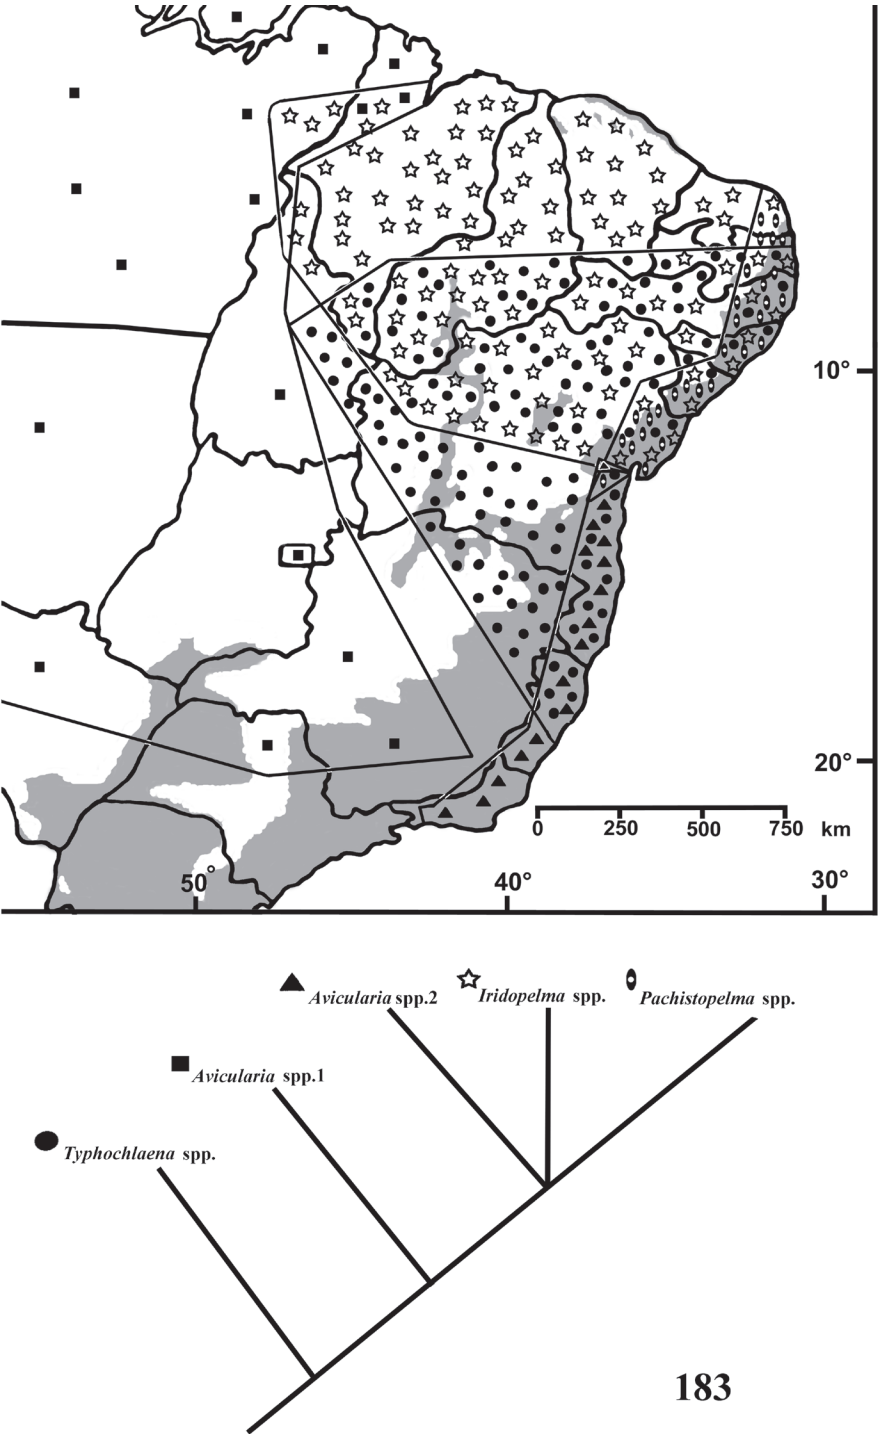 10°
20°
0 250 500 750 km
50° 40° 30°
Avicularia spp.2 Iridopelma spp. Pachistopelma spp.
Avicularia spp.1
Typhochlaena spp.
183